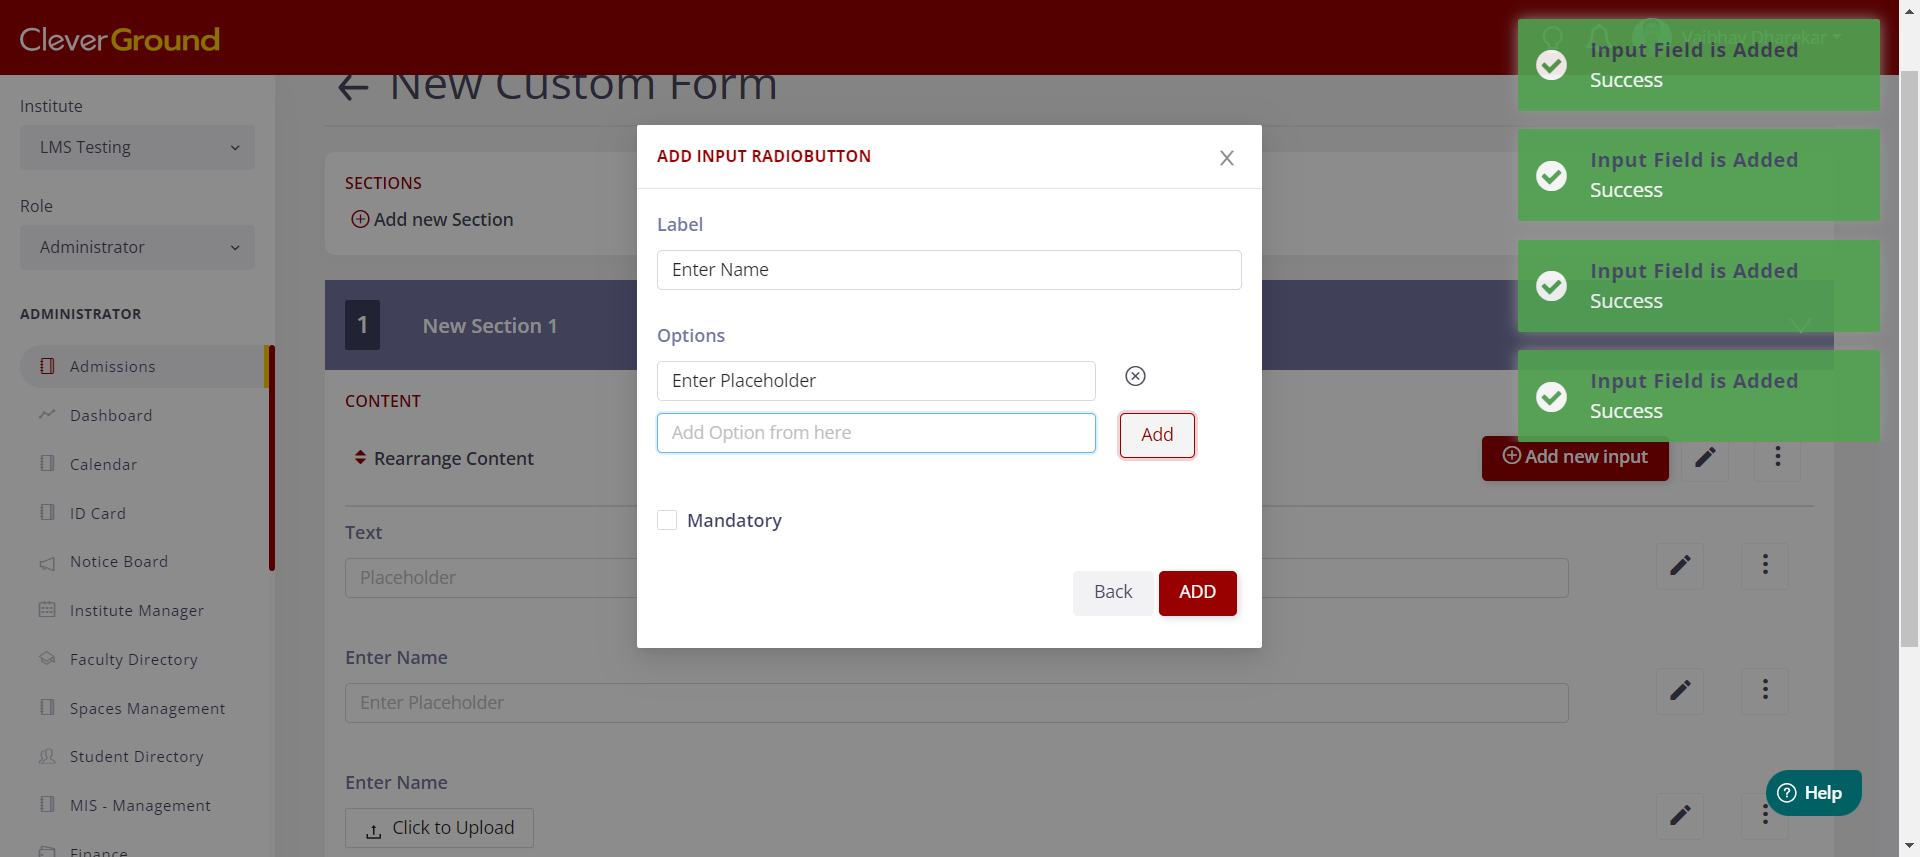 CleverGround
Vaibhav Dharekar
New Custom Form
Institute
LMS Testing
Role
Administrator
ADMINISTRATOR
Admissions
Dashboard
Calendar
ID Card
Notice Board
Institute Manager
Faculty Directory
Spaces Management
Student Directory
MIS - Management
Finance
SECTIONS
Add new Section
1
New Section 1
CONTENT
Rearrange Content
Add new input
Text
Placeholder
Enter Name
Enter Placeholder
Enter Name
Click to Upload
ADD INPUT RADIOBUTTON
Label
Enter Name
Options
Enter Placeholder
Add Option from here
Add
Mandatory
Back
ADD
Input Field is Added
Success
Input Field is Added
Success
Input Field is Added
Success
Input Field is Added
Success
Help